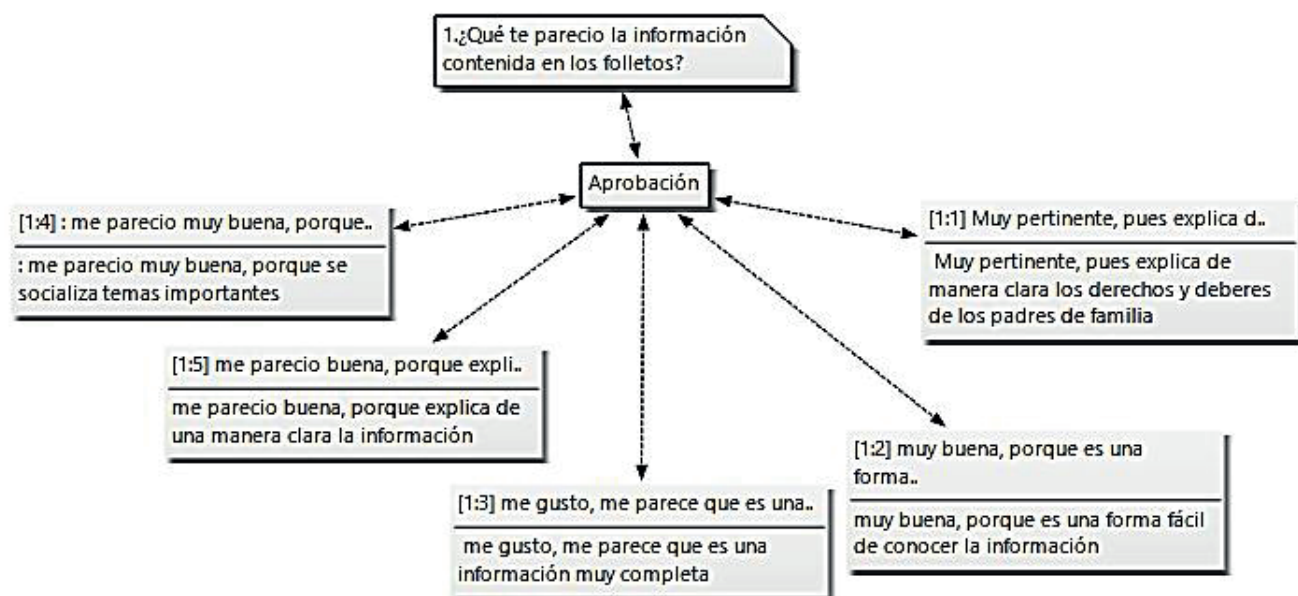 1.¿Qué te parecio la información
contenida en los folletos?
Aprobación
[1:4] : me parecio muy buena, porque..
: me parecio muy buena, porque se
socializa temas importantes
[1:1] Muy pertinente, pues explica d..
Muy pertinente, pues explica de
manera clara los derechos y deberes
de los padres de familia
[1:5] me parecio buena, porque expli..
me parecio buena, porque explica de
una manera clara la información
[1:2] muy buena, porque es una
forma..
muy buena, porque es una forma fácil
de conocer la información
[1:3] me gusto, me parece que es una..
me gusto, me parece que es una
información muy completa